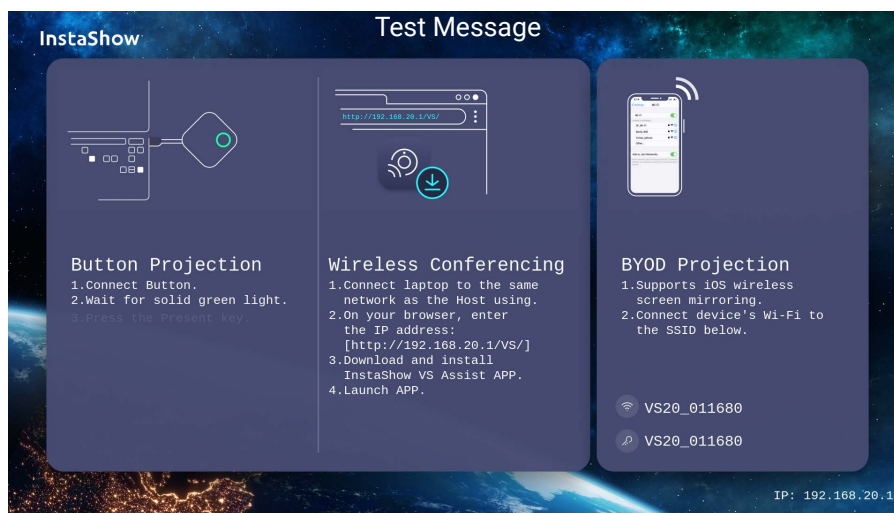 InstaShow
Test Message
http://192.168.20.1/VS/
Button Projection
1.Connect Button.
2.Wait for solid green light.
3.Press the Present key.
Wireless Conferencing
1.Connect laptop to the same
network as the Host using.
2.On your browser, enter
the IP address:
[http://192.168.20.1/VS/]
3.Download and install
InstaShow VS Assist APP.
4.Launch APP.
BYOD Projection
1.Supports iOS wireless
screen mirroring.
2.Connect device's Wi-Fi to
the SSID below.
VS20_011680
VS20_011680
IP: 192.168.20.1